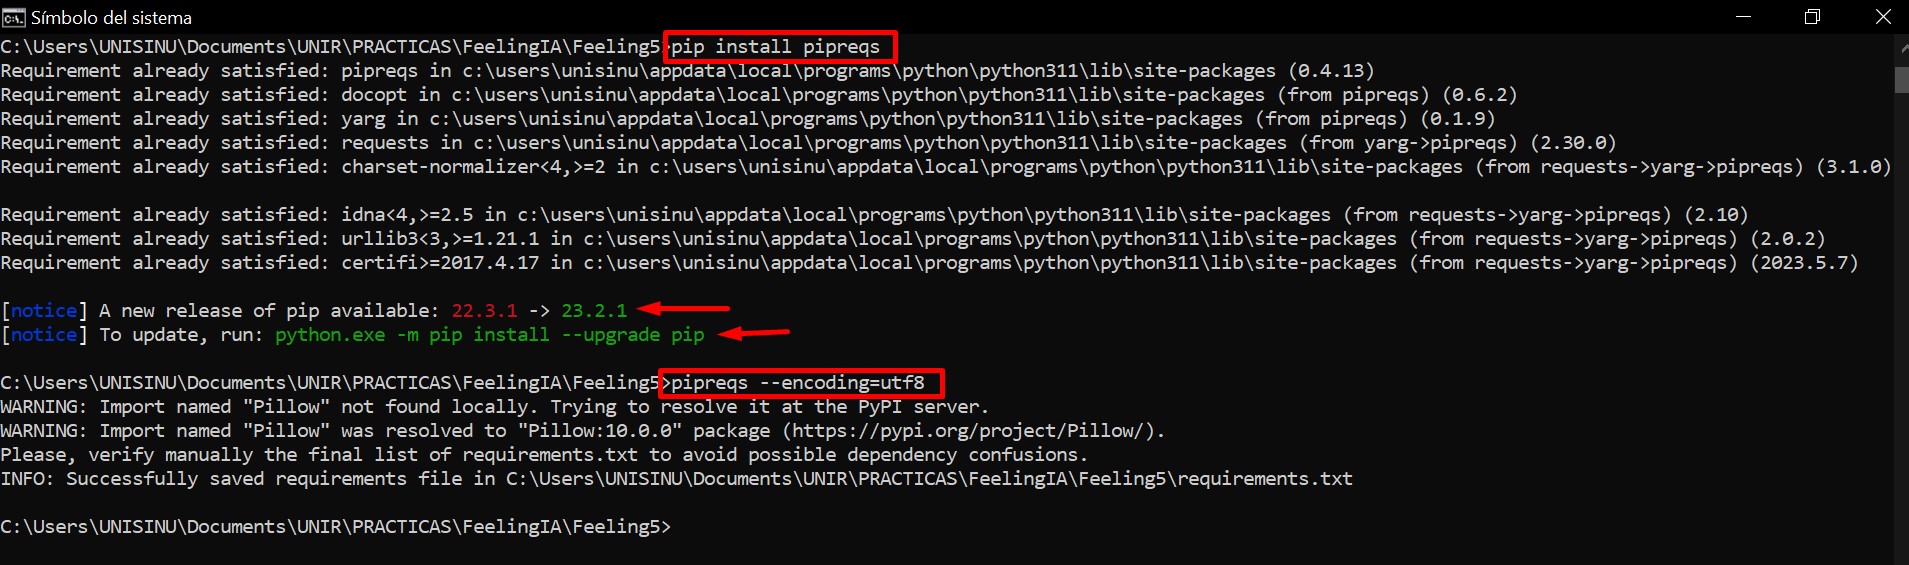 Símbolo del sistema
C:\Users\UNISINU\Documents\UNIR\PRACTICAS\FeelingIA\Feeling5>pip install pipreqs
Requirement already satisfied: pipreqs in c:\users\unisinu\appdata\local\programs\python\python311\lib\site-packages (0.4.13)
Requirement already satisfied: docopt in c:\users\unisinu\appdata\local\programs\python\python311\lib\site-packages (from pipreqs) (0.6.2)
Requirement already satisfied: yarg in c:\users\unisinu\appdata\local\programs\python\python311\lib\site-packages (from pipreqs) (0.1.9)
Requirement already satisfied: requests in c:\users\unisinu\appdata\local\programs\python\python311\lib\site-packages (from yarg->pipreqs) (2.30.0)
Requirement already satisfied: charset-normalizer<4,>=2 in c:\users\unisinu\appdata\local\programs\python\python311\lib\site-packages (from requests->yarg->pipreqs) (3.1.0)
Requirement already satisfied: idna<4,>=2.5 in c:\users\unisinu\appdata\local\programs\python\python311\lib\site-packages (from requests->yarg->pipreqs) (2.10)
Requirement already satisfied: urllib3<3,>=1.21.1 in c:\users\unisinu\appdata\local\programs\python\python311\lib\site-packages (from requests->yarg->pipreqs) (2.0.2)
Requirement already satisfied: certifi>=2017.4.17 in c:\users\unisinu\appdata\local\programs\python\python311\lib\site-packages (from requests->yarg->pipreqs) (2023.5.7)
[notice] A new release of pip available: 22.3.1 -> 23.2.1
[notice] To update, run: python.exe -m pip install --upgrade pip
C:\Users\UNISINU\Documents\UNIR\PRACTICAS\FeelingIA\Feeling5>pipreqs --encoding=utf8
WARNING: Import named "Pillow" not found locally. Trying to resolve it at the PyPI server.
WARNING: Import named "Pillow" was resolved to "Pillow:10.0.0" package (https://pypi.org/project/Pillow/).
Please, verify manually the final list of requirements.txt to avoid possible dependency confusions.
INFO: Successfully saved requirements file in C:\Users\UNISINU\Documents\UNIR\PRACTICAS\FeelingIA\Feeling5\requirements.txt
C:\Users\UNISINU\Documents\UNIR\PRACTICAS\FeelingIA\Feeling5>